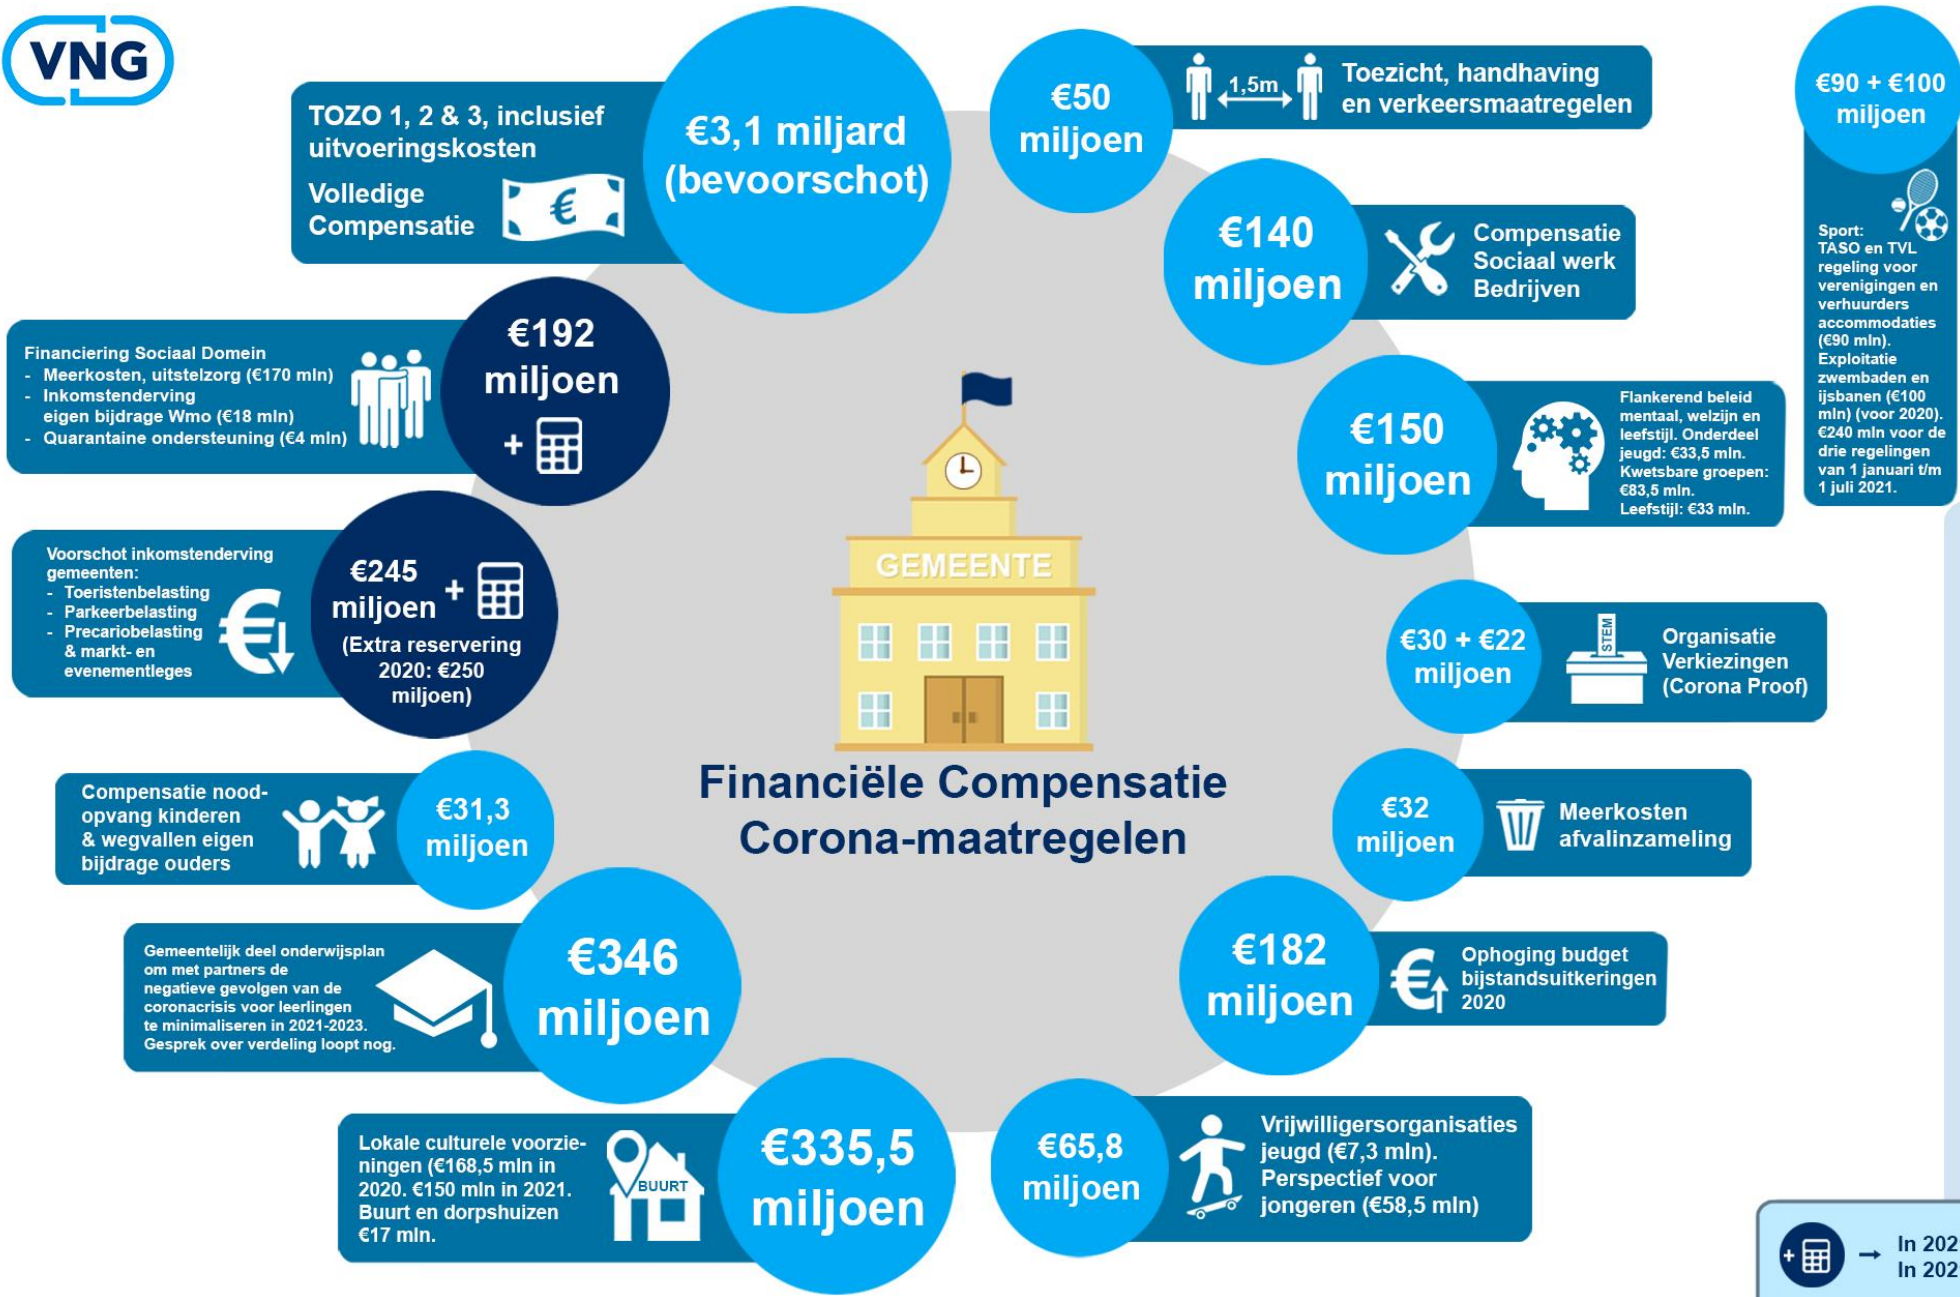 VNG
TOZO 1, 2 & 3, inclusief
uitvoeringskosten
Volledige
Compensatie
€
€3,1 miljard
(bevoorschot)
€50
miljoen
1,5m
Toezicht, handhaving
en verkeersmaatregelen
€140
miljoen
Compensatie
Sociaal werk
Bedrijven
€150
miljoen
Flankerend beleid
mentaal, welzijn en
leefstijl. Onderdeel
jeugd: €33,5 mln.
Kwetsbare groepen:
€83,5 mln.
Leefstijl: €33 mln.
€90 + €100
miljoen
Sport:
TASO en TVL
regeling voor
verenigingen en
verhuurders
accommodaties
(€90 mln).
Exploitatie
zwembaden en
ijsbanen (€100
mln) (voor 2020).
€240 mln voor de
drie regelingen
van 1 januari t/m
1 juli 2021.
€30 + €22
miljoen
STEM
Organisatie
Verkiezingen
(Corona Proof)
€32
miljoen
Meerkosten
afvalinzameling
€182
miljoen
€
Ophoging budget
bijstandsuitkeringen
2020
€65,8
miljoen
Vrijwilligersorganisaties
jeugd (€7,3 mln).
Perspectief voor
jongeren (€58,5 mln)
€335,5
miljoen
Lokale culturele voorzie-
ningen (€168,5 mln in
2020. €150 mln in 2021.
Buurt en dorpshuizen
€17 mln.
BUURT
€346
miljoen
Gemeentelijk deel onderwijsplan
om met partners de
negatieve gevolgen van de
coronacrisis voor leerlingen
te minimaliseren in 2021-2023.
Gesprek over verdeling loopt nog.
€31,3
miljoen
Compensatie nood-
opvang kinderen
& wegvallen eigen
bijdrage ouders
€245
miljoen +
(Extra reservering
2020: €250
miljoen)
Voorschot inkomstenderving
gemeenten:
- Toeristenbelasting
- Parkeerbelasting
- Precariobelasting
& markt- en
evenementleges
€
€192
miljoen
+
Financiering Sociaal Domein
- Meerkosten, uitstelzorg (€170 mln)
- Inkomstenderving
eigen bijdrage Wmo (€18 mln)
- Quarantaine ondersteuning (€4 mln)
GEMEENTE
Financiële Compensatie
Corona-maatregelen
+ → In 202
In 202